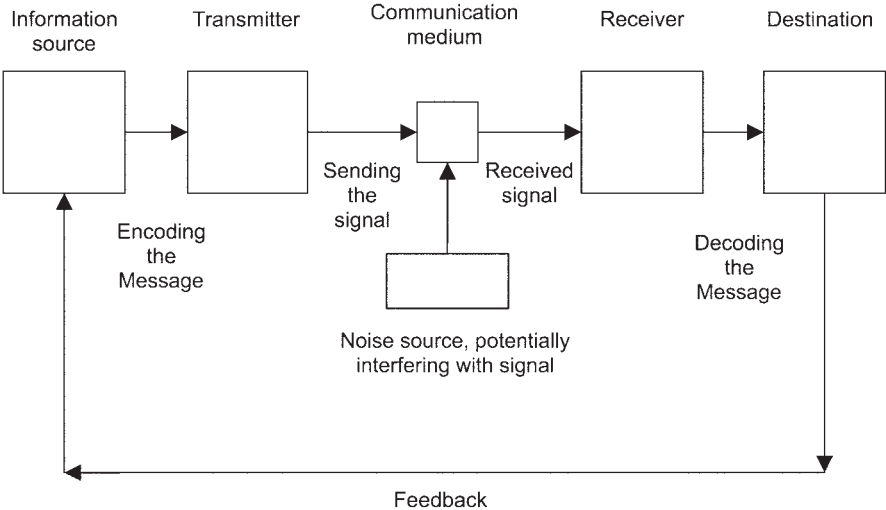 Information
source
Transmitter
Communication
medium
Receiver
Destination
Sending
the
signal
Received
signal
Encoding
the
Message
Decoding
the
Message
Noise source, potentially
interfering with signal
Feedback